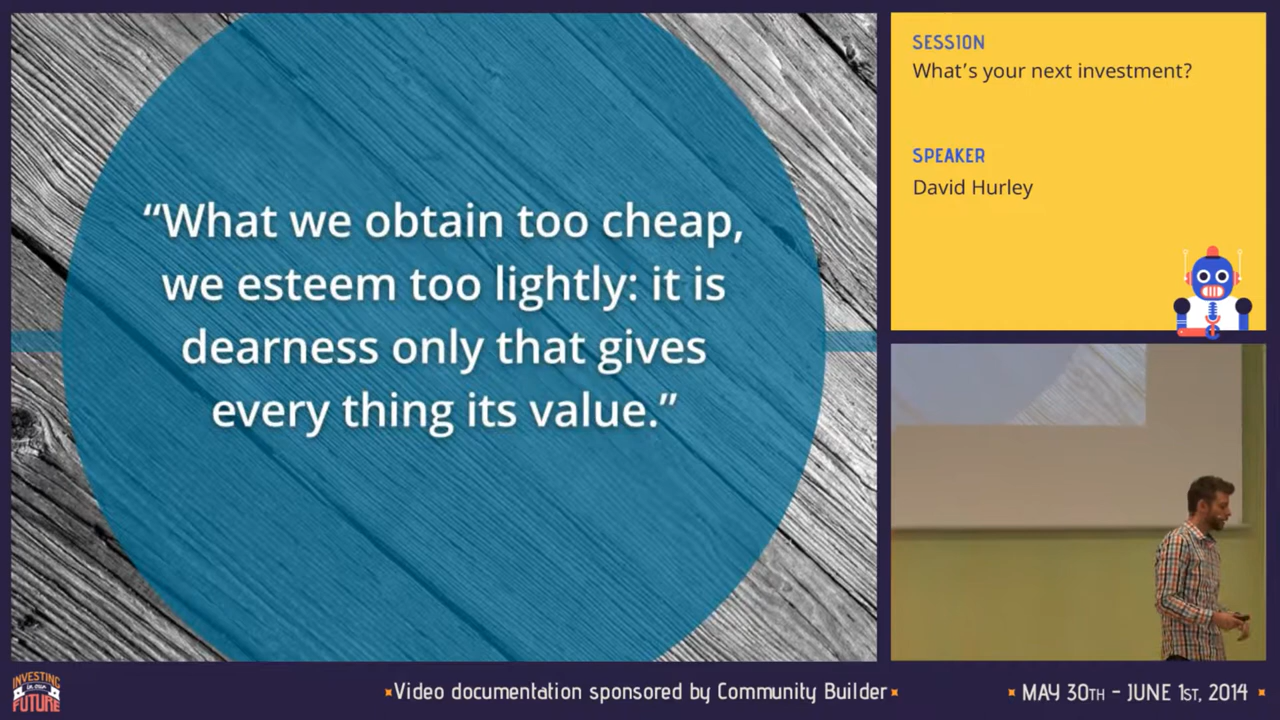 “What we obtain too cheap,
we esteem too lightly: it is
dearness only that gives
every thing its value.”
SESSION
What’s your next investment?
SPEAKER
David Hurley
INVESTING
IN OUR
FUTURE
Video documentation sponsored by Community Builder
MAY 30TH - JUNE 1ST, 2014